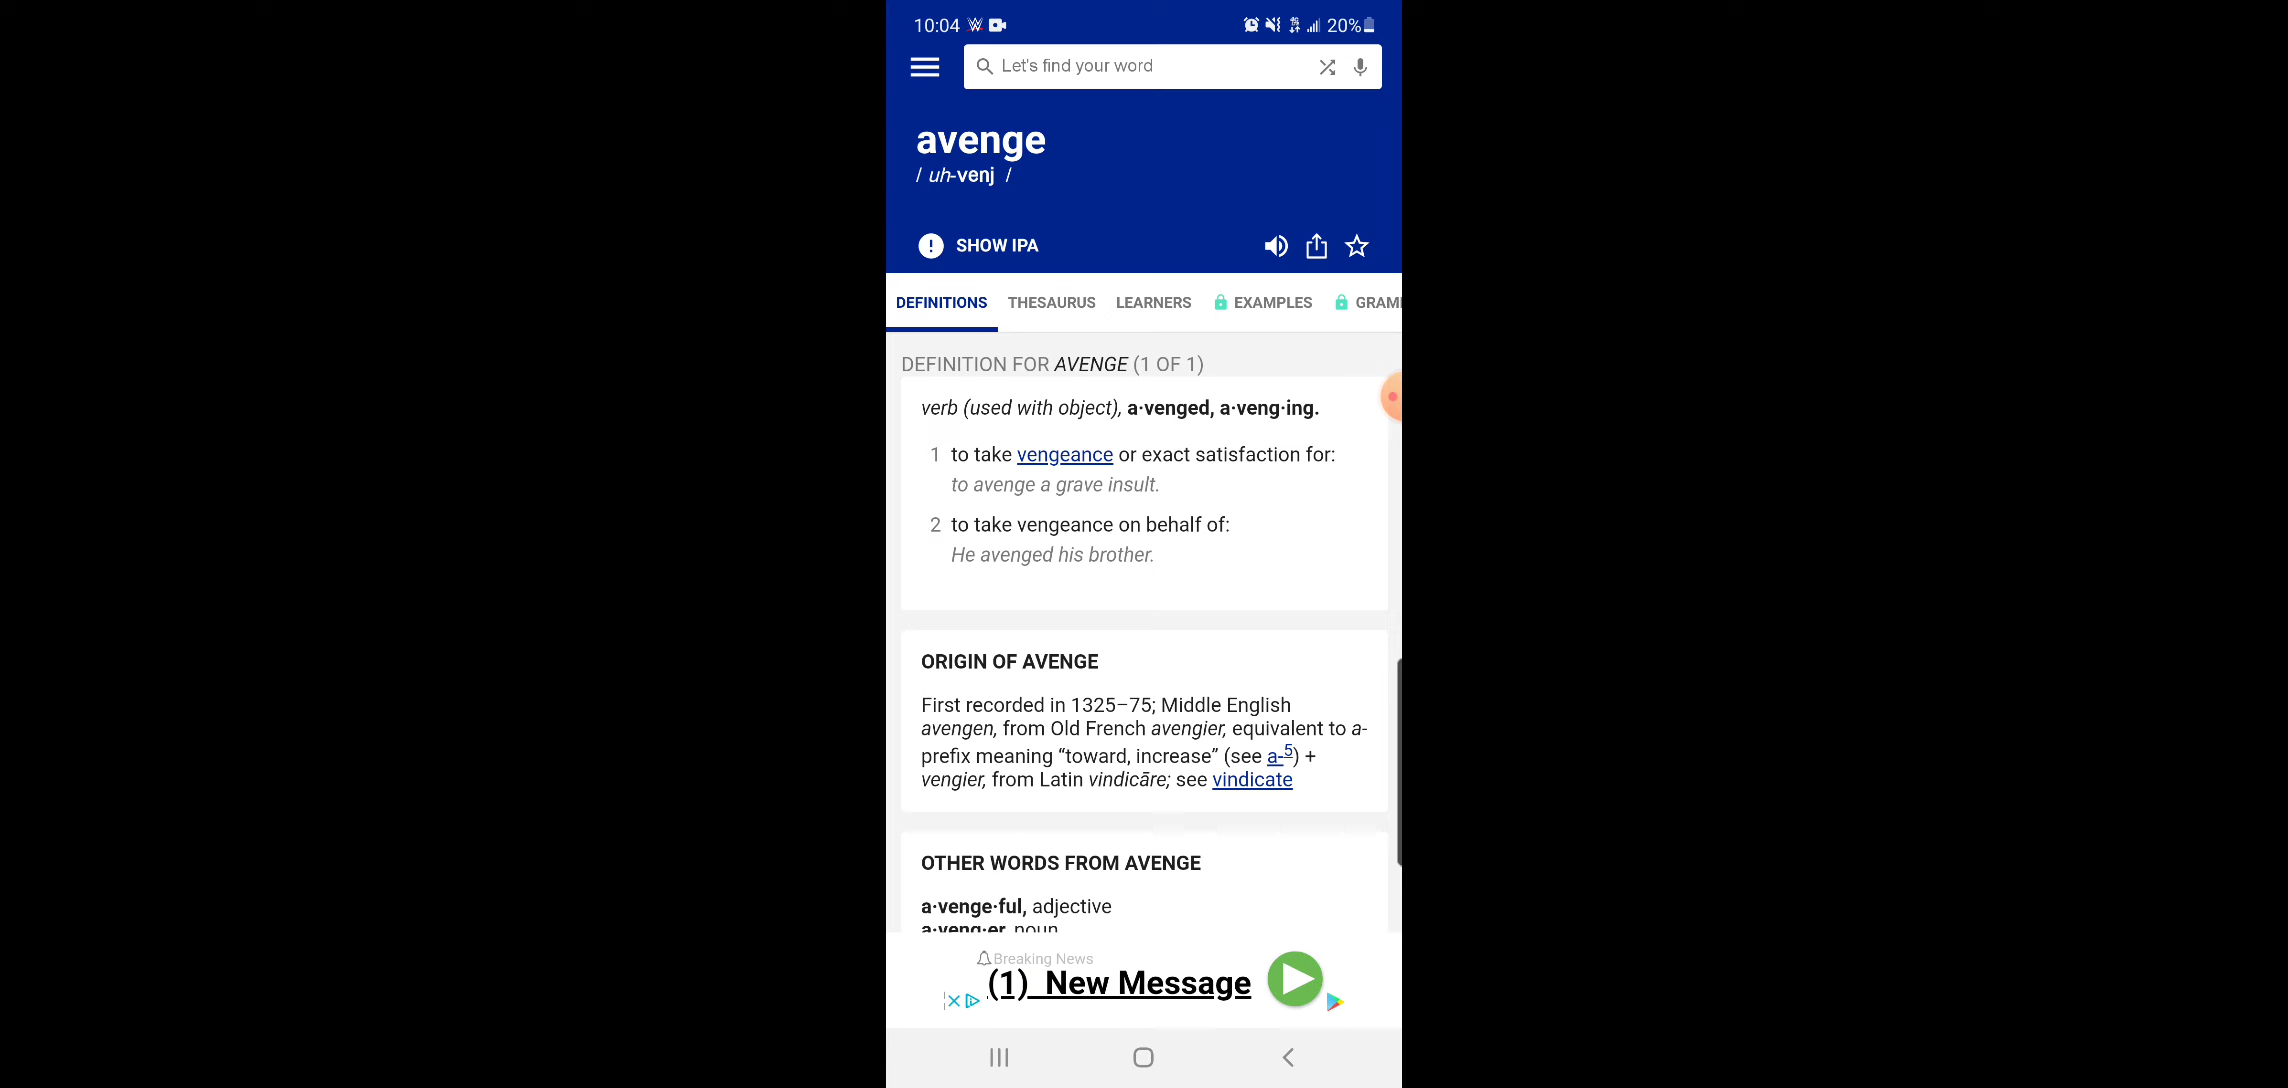 10:04 20%
Let's find your word
avenge
/ uh-venj /
SHOW IPA
DEFINITIONS THESAURUS LEARNERS EXAMPLES GRAM
DEFINITION FOR AVENGE (1 OF 1)
verb (used with object), a·venged, a·veng·ing.
1 to take vengeance or exact satisfaction for:
to avenge a grave insult.
2 to take vengeance on behalf of:
He avenged his brother.
ORIGIN OF AVENGE
First recorded in 1325–75; Middle English
avengen, from Old French avengier, equivalent to a-
prefix meaning “toward, increase” (see a-5) +
vengier, from Latin vindicāre; see vindicate
OTHER WORDS FROM AVENGE
a·venge·ful, adjective
a·veng·er, noun
Breaking News
(1) New Message